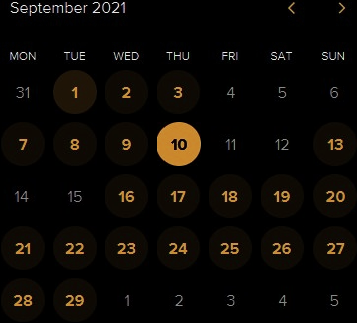 September 2021
MON TUE WED THU FRI SAT SUN
31 1 2 3 4 5 6
7 8 9 10 11 12 13
14 15 16 17 18 19 20
21 22 23 24 25 26 27
28 29 1 2 3 4 5